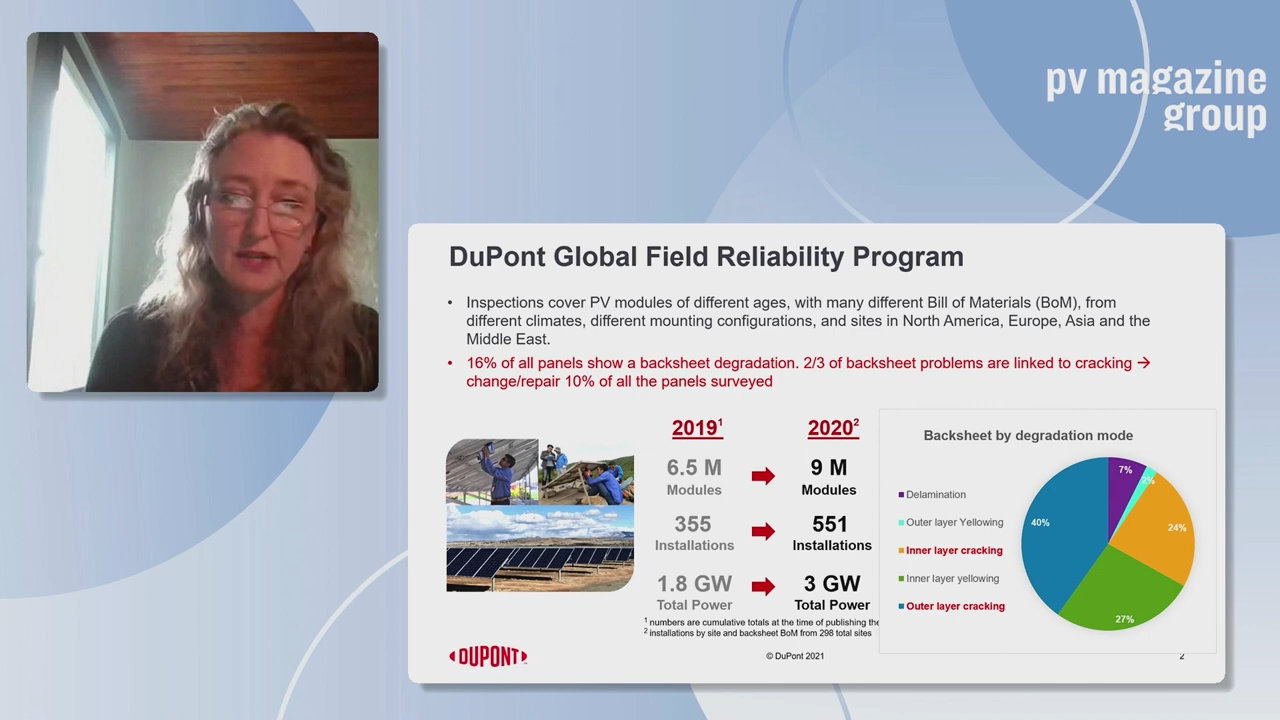 pv magazine
group
DuPont Global Field Reliability Program
• Inspections cover PV modules of different ages, with many different Bill of Materials (BoM), from
different climates, different mounting configurations, and sites in North America, Europe, Asia and the
Middle East.
• 16% of all panels show a backsheet degradation. 2/3 of backsheet problems are linked to cracking →
change/repair 10% of all the panels surveyed
2019¹
2020²
6.5 M
Modules
9 M
Modules
355
Installations
551
Installations
1.8 GW
Total Power
3 GW
Total Power
¹ numbers are cumulative totals at the time of publishing the
² installations by site and backsheet BoM from 298 total sites
Backsheet by degradation mode
Delamination
Outer layer Yellowing
Inner layer cracking
Inner layer yellowing
Outer layer cracking
7%
2%
24%
27%
40%
DUPONT
© DuPont 2021
2